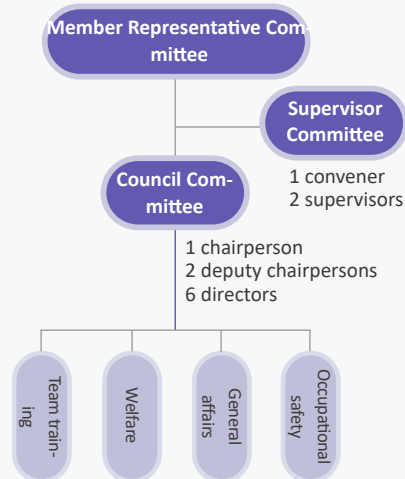 Member Representative Com-
mittee
Supervisor
Committee
1 convener
2 supervisors
Council Com-
mittee
1 chairperson
2 deputy chairpersons
6 directors
Team train-
ing
Welfare
General
affairs
Occupational
safety